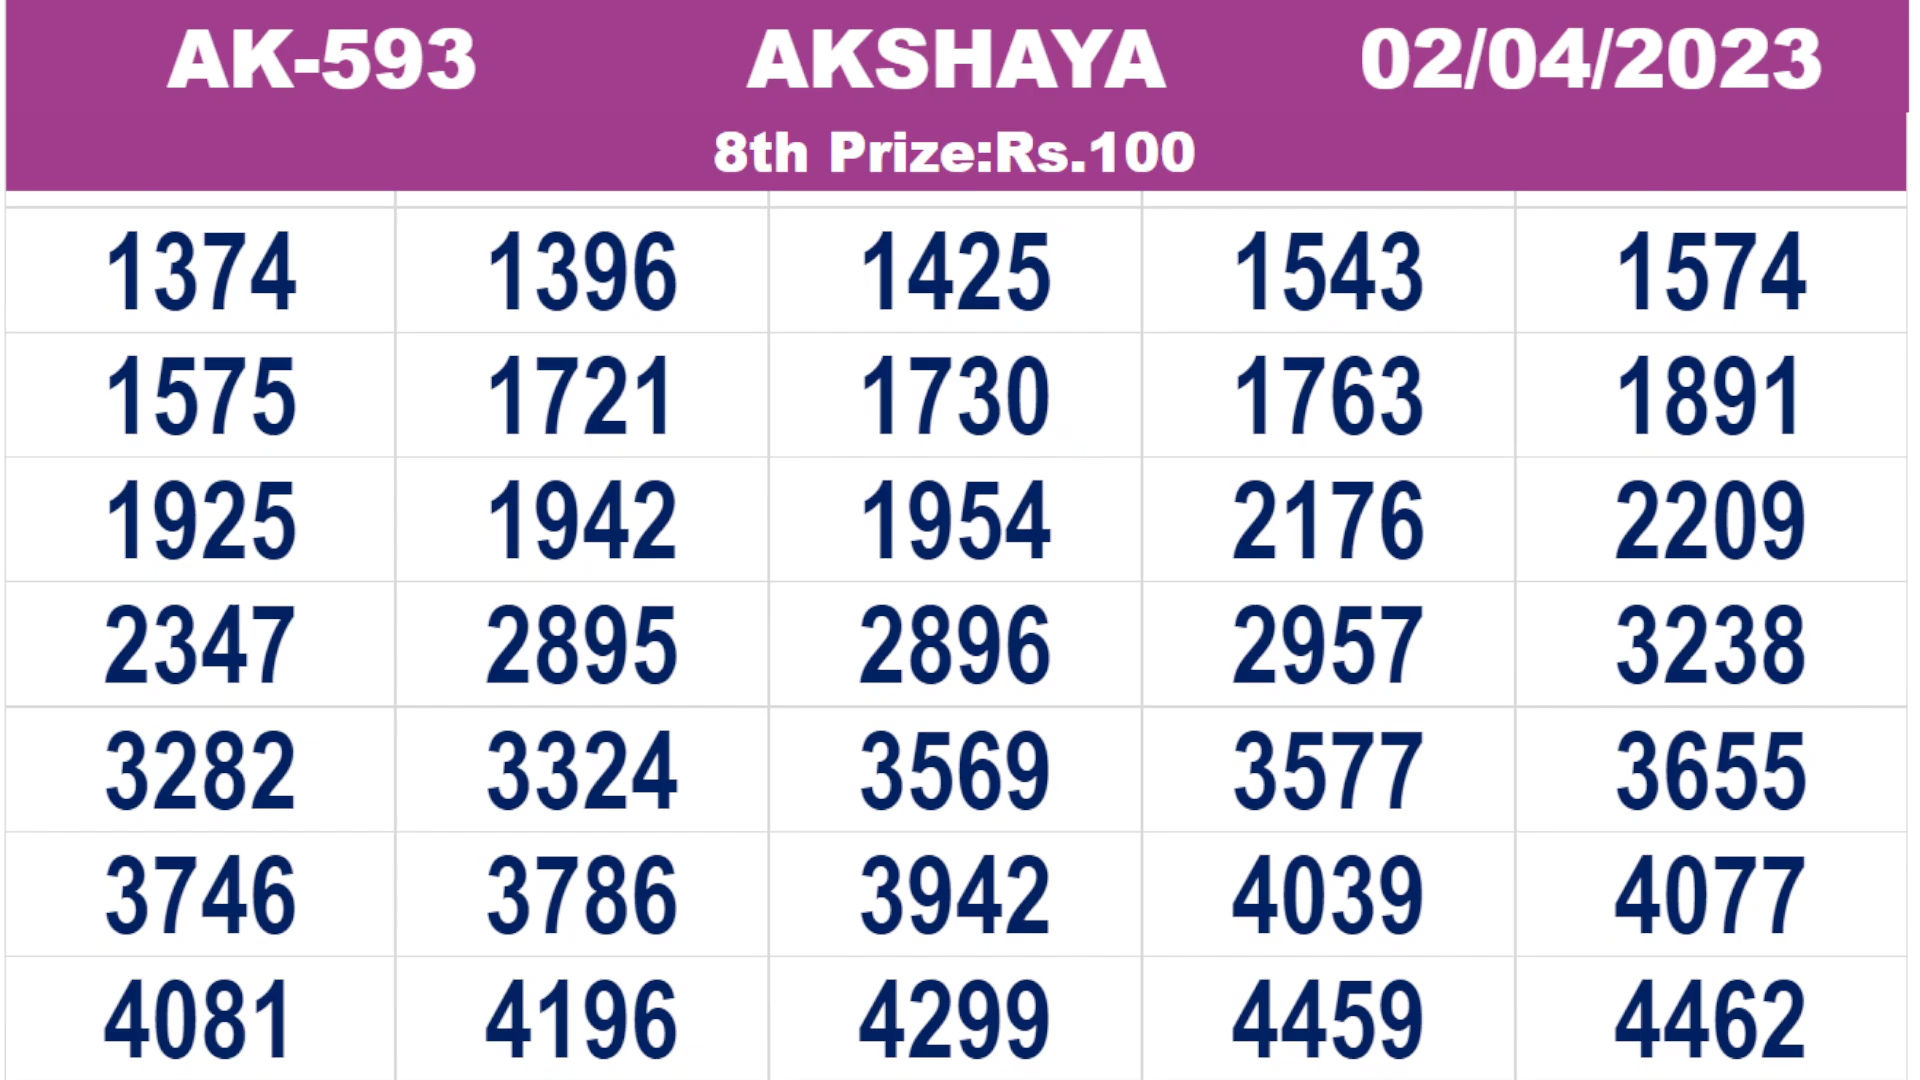 AK-593 AKSHAYA 02/04/2023
8th Prize:Rs.100
1374 1396 1425 1543 1574
1575 1721 1730 1763 1891
1925 1942 1954 2176 2209
2347 2895 2896 2957 3238
3282 3324 3569 3577 3655
3746 3786 3942 4039 4077
4081 4196 4299 4459 4462